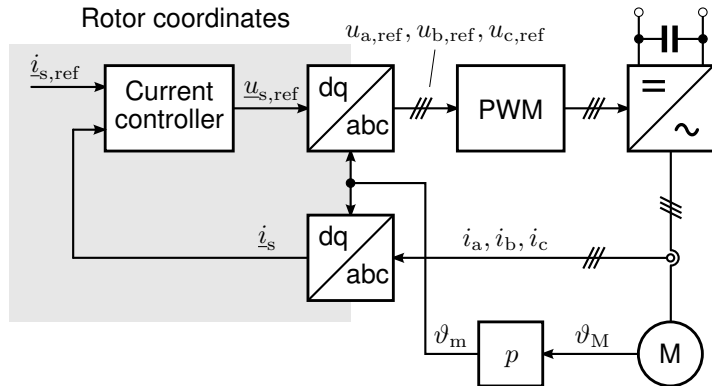 Rotor coordinates
u_a,ref, u_b,ref, u_c,ref
i_s,ref
Current
controller
u_s,ref
dq
abc
PWM
=
~
i_s
dq
abc
i_a, i_b, i_c
ϑ_m
p
ϑ_M
M